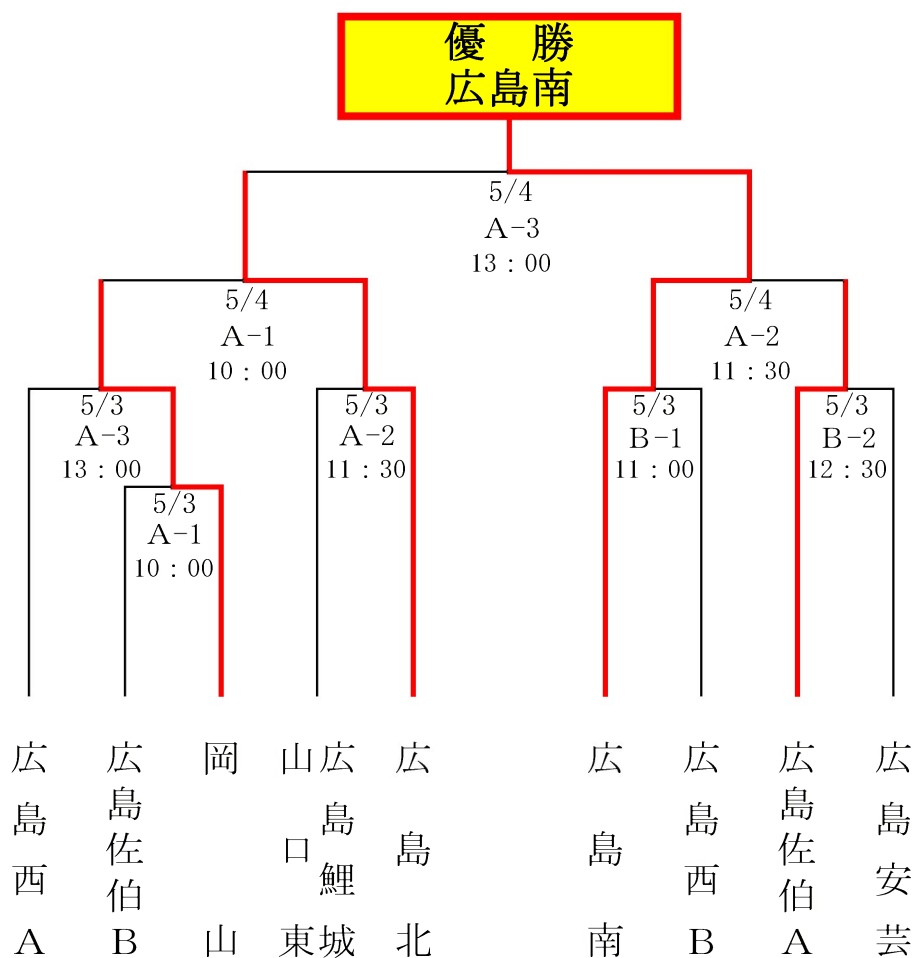 優　勝
広島南
5/4
A-3
13：00
5/4
A-1
10：00
5/4
A-2
11：30
5/3
A-3
13：00
5/3
A-2
11：30
5/3
B-1
11：00
5/3
B-2
12：30
5/3
A-1
10：00
広島西A
広島佐伯B
岡山
山口東
広島鯉城
広島北
広島南
広島西B
広島佐伯A
広島安芸